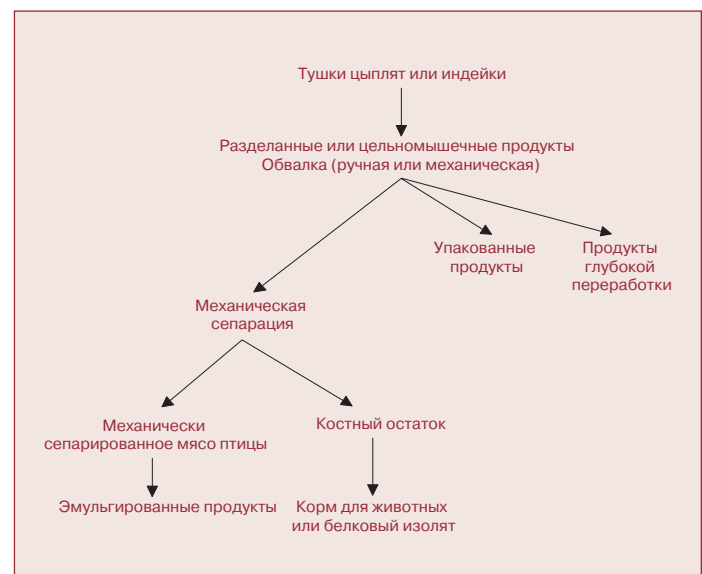 Тушки цыплят или индейки
Разделанные или цельномышечные продукты
Обвалка (ручная или механическая)
Упакованные
продукты
Продукты
глубокой
переработки
Механическая
сепарация
Механически
сепарированное мясо птицы
Костный остаток
Эмульгированные продукты
Корм для животных
или белковый изолят